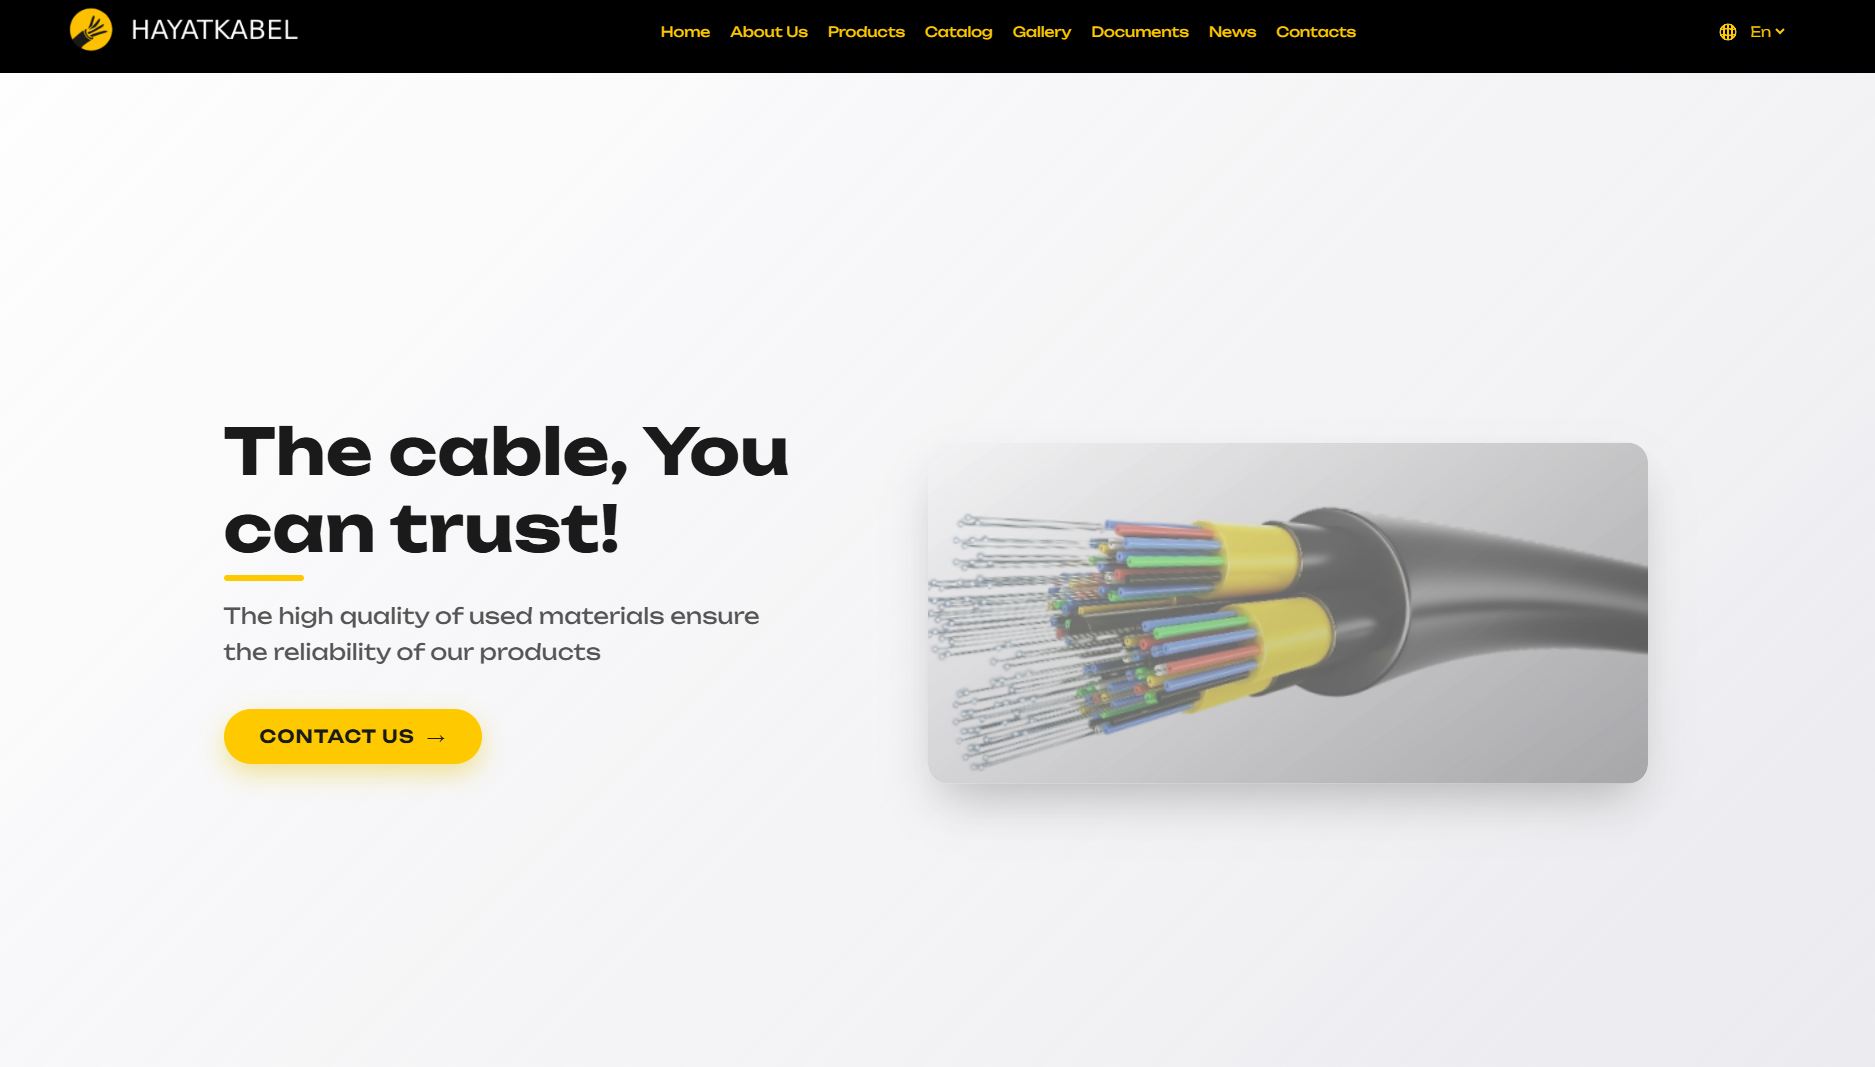 HAYATKABEL
Home About Us Products Catalog Gallery Documents News Contacts
En
The cable, You
can trust!
The high quality of used materials ensure
the reliability of our products
CONTACT US →